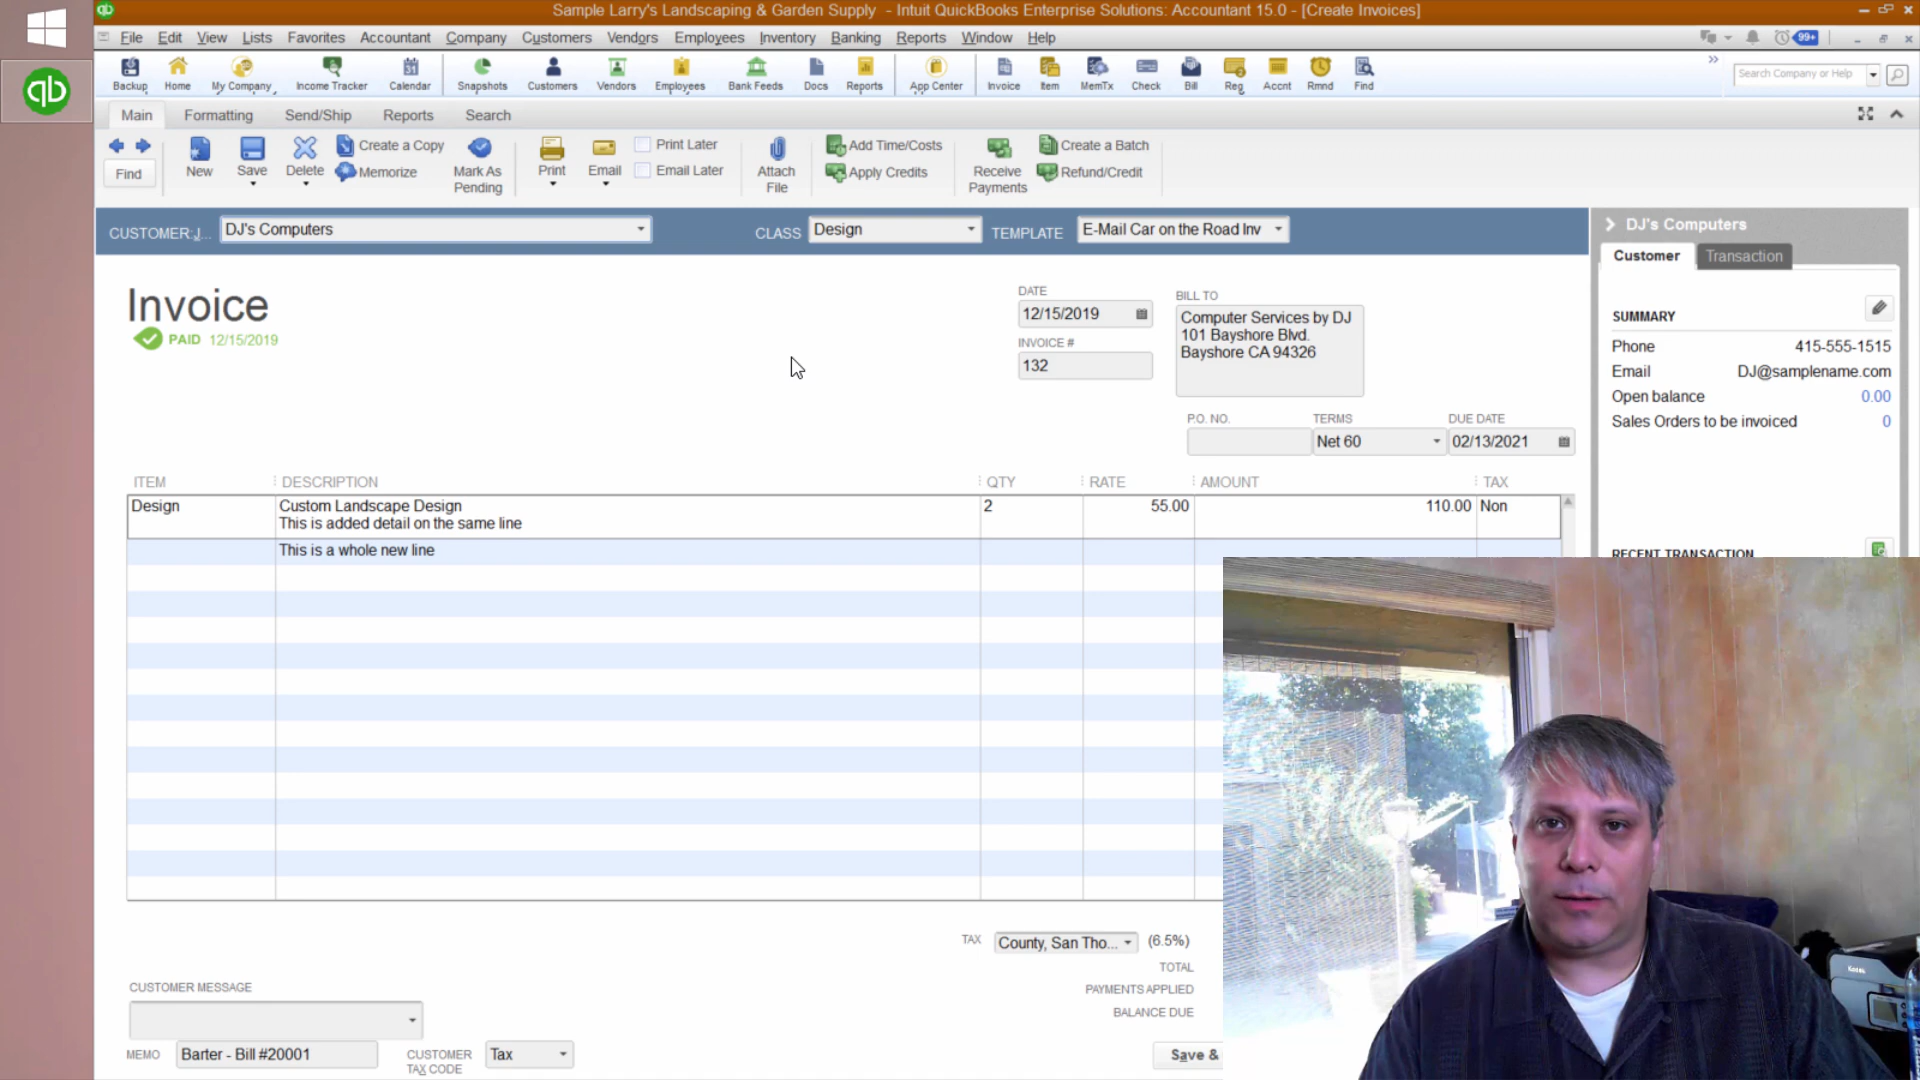 Sample Larry's Landscaping & Garden Supply - Intuit QuickBooks Enterprise Solutions: Accountant 15.0 - [Create Invoices]
File Edit View Lists Favorites Accountant Company Customers Vendors Employees Inventory Banking Reports Window Help
99+
Backup Home My Company Income Tracker Calendar Snapshots Customers Vendors Employees Bank Feeds Docs Reports App Center Invoice Item MemTx Check Bill Reg Accnt Rmnd Find
Search Company or Help
Main Formatting Send/Ship Reports Search
Find
New
Save
Delete
Create a Copy
Memorize
Mark As
Pending
Print
Email
Print Later
Email Later
Attach
File
Add Time/Costs
Apply Credits
Receive
Payments
Create a Batch
Refund/Credit
CUSTOMER:J... DJ's Computers CLASS Design TEMPLATE E-Mail Car on the Road Inv
Invoice
PAID 12/15/2019
DATE
12/15/2019
INVOICE #
132
BILL TO
Computer Services by DJ
101 Bayshore Blvd.
Bayshore CA 94326
P.O. NO. TERMS DUE DATE
Net 60 02/13/2021
ITEM DESCRIPTION QTY RATE AMOUNT TAX
Design Custom Landscape Design 2 55.00 110.00 Non
This is added detail on the same line
This is a whole new line
TAX County, San Tho... (6.5%)
TOTAL
PAYMENTS APPLIED
BALANCE DUE
CUSTOMER MESSAGE
MEMO Barter - Bill #20001
CUSTOMER
TAX CODE
Tax
Save &
DJ's Computers
Customer Transaction
SUMMARY
Phone 415-555-1515
Email DJ@samplename.com
Open balance 0.00
Sales Orders to be invoiced 0
RECENT TRANSACTION
qb
31